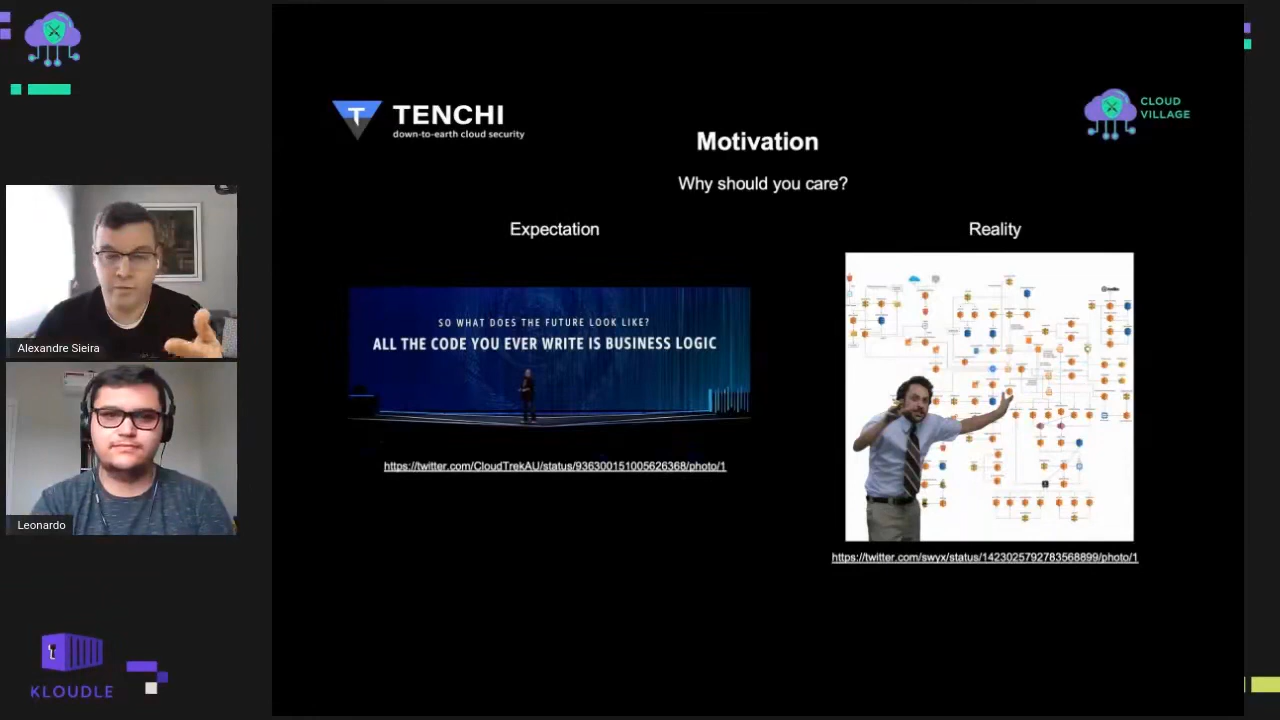 TENCHI
down-to-earth cloud security
CLOUD
VILLAGE
Motivation
Why should you care?
Expectation
Reality
SO WHAT DOES THE FUTURE LOOK LIKE?
ALL THE CODE YOU EVER WRITE IS BUSINESS LOGIC
https://twitter.com/CloudTrekAU/status/936300151005626368/photo/1
https://twitter.com/swyx/status/1423025792783568899/photo/1
Alexandre Sieira
Leonardo
KLOUDLE